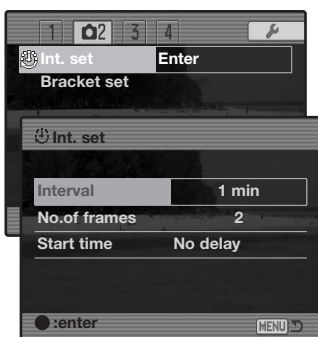 1 2 3 4
Int. set Enter
Bracket set
Int. set
Interval 1 min
No.of frames 2
Start time No delay
:enter MENU